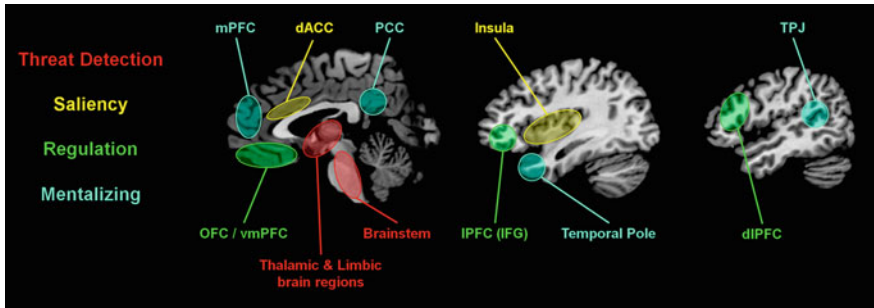 mPFC
dACC
PCC
Insula
TPJ
Threat Detection
Saliency
Regulation
Mentalizing
OFC / vmPFC
Brainstem
lPFC (IFG)
Temporal Pole
dlPFC
Thalamic & Limbic
brain regions